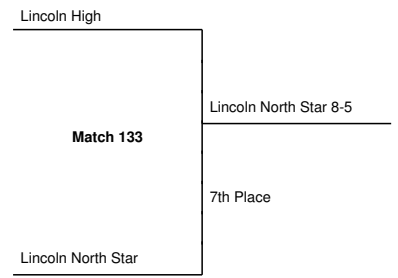 Lincoln High
Lincoln North Star 8-5
Match 133
7th Place
Lincoln North Star